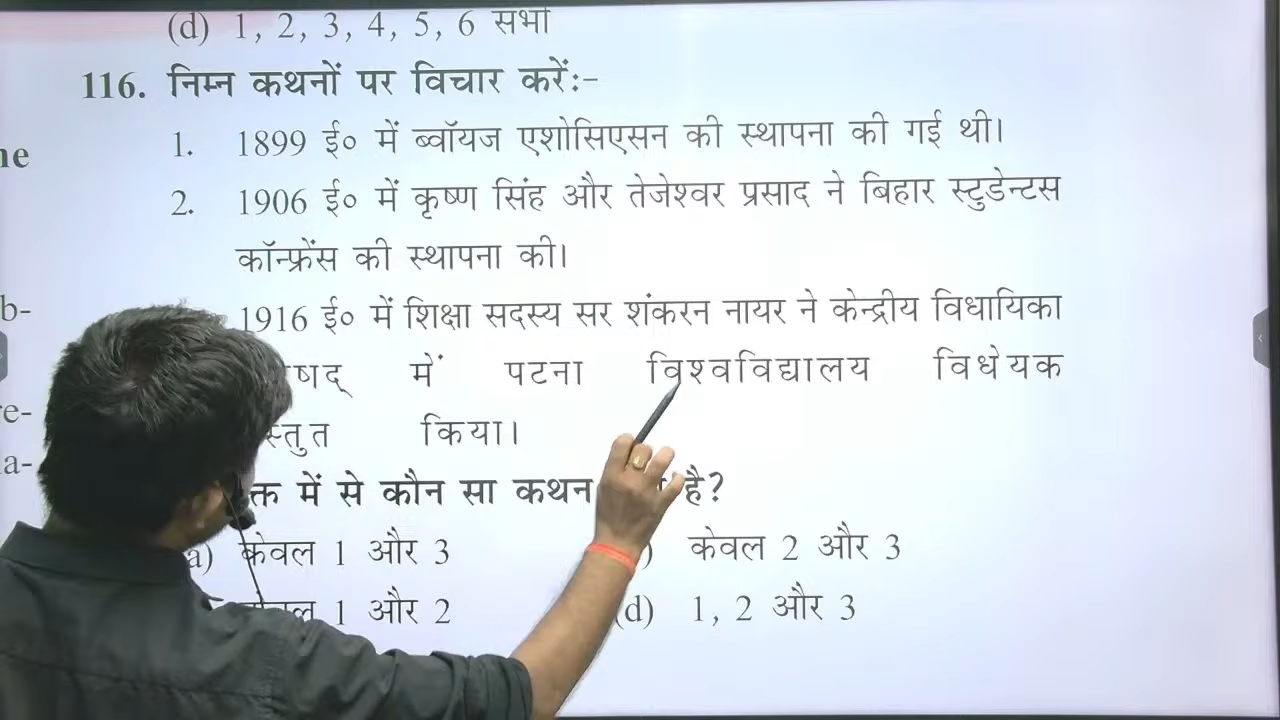 (d) 1, 2, 3, 4, 5, 6 सभी
116. निम्न कथनों पर विचार करें:-
1. 1899 ई० में ब्वॉयज एशोसिएसन की स्थापना की गई थी।
ne
2. 1906 ई० में कृष्ण सिंह और तेजेश्वर प्रसाद ने बिहार स्टुडेन्टस
कॉन्फ्रेंस की स्थापना की।
b-
1916 ई० में शिक्षा सदस्य सर शंकरन नायर ने केन्द्रीय विधायिका
षद् में पटना विश्वविद्यालय विधेयक
e-
स्तुत किया।
a-
क्त में से कौन सा कथन है?
a) केवल 1 और 3 ) केवल 2 और 3
1 और 2 (d) 1, 2 और 3